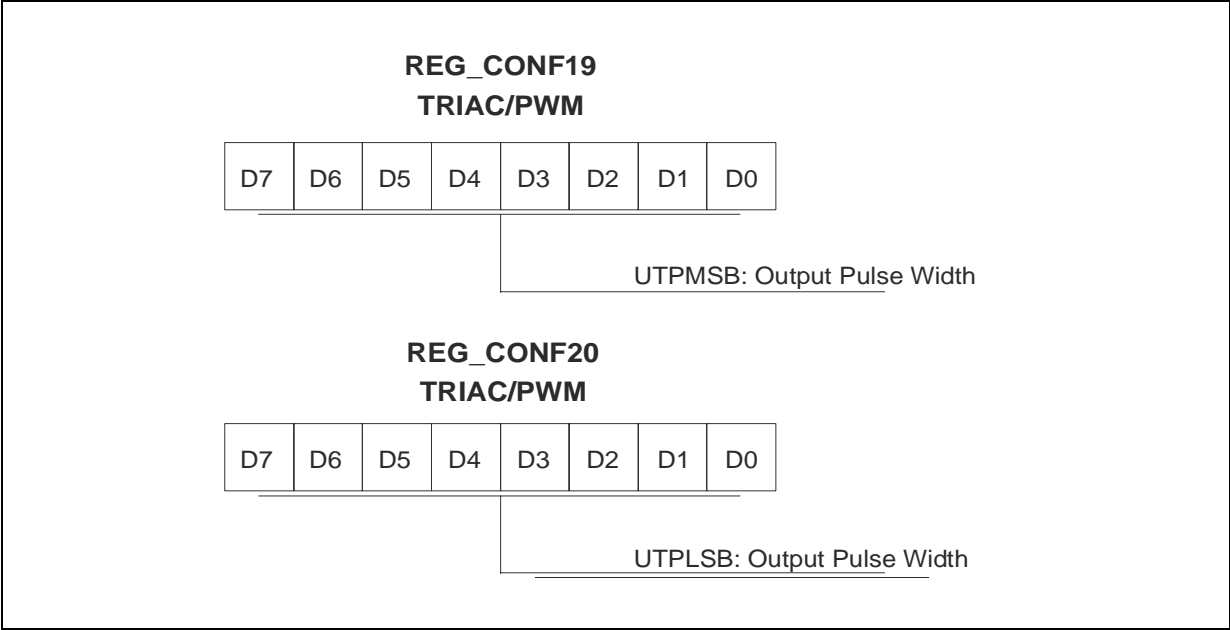 REG_CONF19
TRIAC/PWM
D7 D6 D5 D4 D3 D2 D1 D0
UTPMSB: Output Pulse Width
REG_CONF20
TRIAC/PWM
D7 D6 D5 D4 D3 D2 D1 D0
UTPLSB: Output Pulse Width